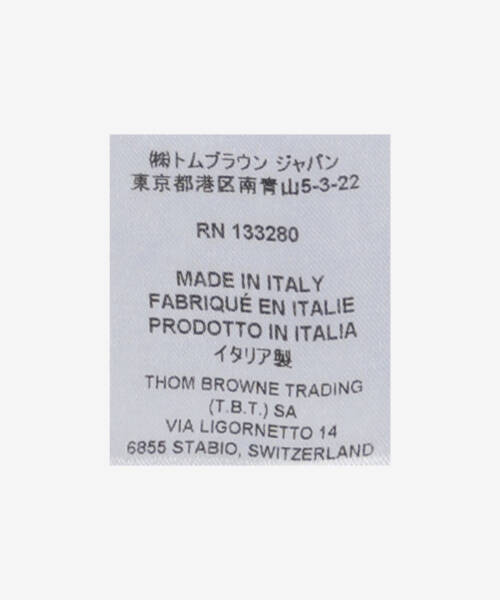 ㈱トムブラウン ジャパン
東京都港区南青山5-3-22
RN 133280
MADE IN ITALY
FABRIQUÉ EN ITALIE
PRODOTTO IN ITALIA
イタリア製
THOM BROWNE TRADING
(T.B.T.) SA
VIA LIGORNETTO 14
6855 STABIO, SWITZERLAND